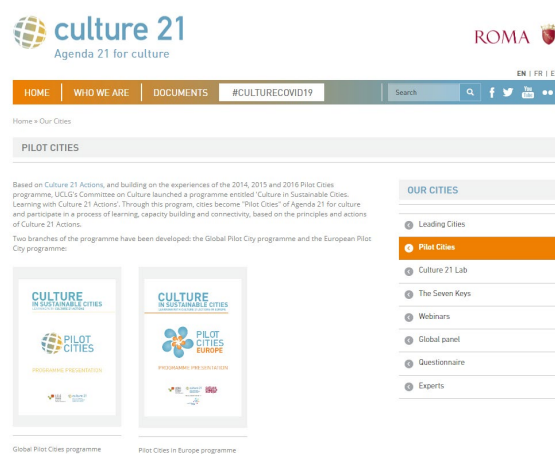 culture 21
Agenda 21 for culture
ROMA
EN | FR | E
HOME
WHO WE ARE
DOCUMENTS
#CULTURECOVID19
Search
You
Home » Our Cities
PILOT CITIES
Based on Culture 21 Actions, and building on the experiences of the 2014, 2015 and 2016 Pilot Cities
programme, UCLG's Committee on Culture launched a programme entitled 'Culture in Sustainable Cities.
Learning with Culture 21 Actions'. Through this program, cities become "Pilot Cities" of Agenda 21 for culture
and participate in a process of learning, capacity building and connectivity, based on the principles and actions
of Culture 21 Actions.
Two branches of the programme have been developed: the Global Pilot City programme and the European Pilot
City programme:
CULTURE
IN SUSTAINABLE CITIES
PILOT
CITIES
PROGRAMME PRESENTATION
Global Pilot Cities programme
CULTURE
IN SUSTAINABLE CITIES
PILOT
CITIES
EUROPE
PROGRAMME PRESENTATION
Pilot Cities in Europe programme
OUR CITIES
Leading Cities
Pilot Cities
Culture 21 Lab
The Seven Keys
Webinars
Global panel
Questionnaire
Experts